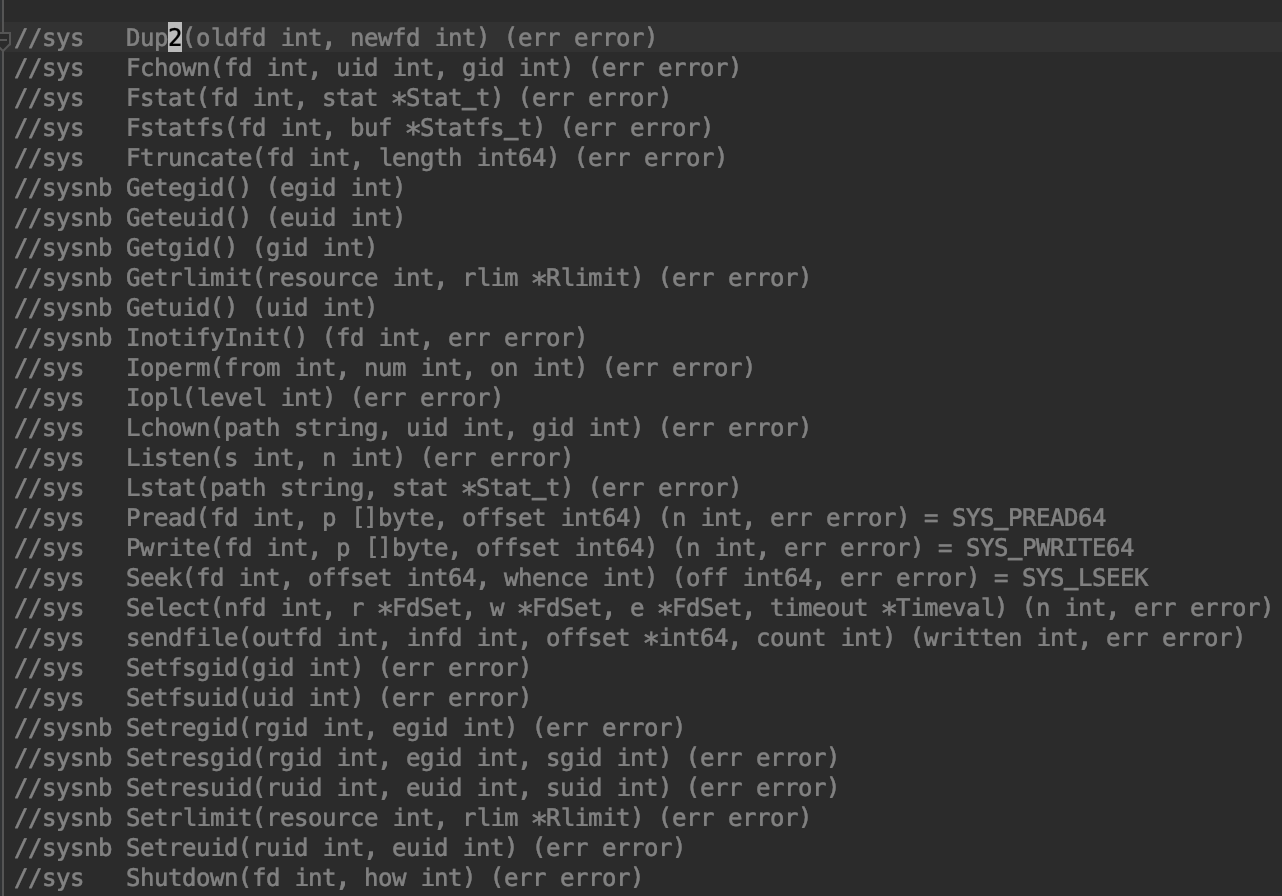 //sys   Dup2(oldfd int, newfd int) (err error)
//sys   Fchown(fd int, uid int, gid int) (err error)
//sys   Fstat(fd int, stat *Stat_t) (err error)
//sys   Fstatfs(fd int, buf *Statfs_t) (err error)
//sys   Ftruncate(fd int, length int64) (err error)
//sysnb Getegid() (egid int)
//sysnb Geteuid() (euid int)
//sysnb Getgid() (gid int)
//sysnb Getrlimit(resource int, rlim *Rlimit) (err error)
//sysnb Getuid() (uid int)
//sysnb InotifyInit() (fd int, err error)
//sys   Ioperm(from int, num int, on int) (err error)
//sys   Iopl(level int) (err error)
//sys   Lchown(path string, uid int, gid int) (err error)
//sys   Listen(s int, n int) (err error)
//sys   Lstat(path string, stat *Stat_t) (err error)
//sys   Pread(fd int, p []byte, offset int64) (n int, err error) = SYS_PREAD64
//sys   Pwrite(fd int, p []byte, offset int64) (n int, err error) = SYS_PWRITE64
//sys   Seek(fd int, offset int64, whence int) (off int64, err error) = SYS_LSEEK
//sys   Select(nfd int, r *FdSet, w *FdSet, e *FdSet, timeout *Timeval) (n int, err error)
//sys   sendfile(outfd int, infd int, offset *int64, count int) (written int, err error)
//sys   Setfsgid(gid int) (err error)
//sys   Setfsuid(uid int) (err error)
//sysnb Setregid(rgid int, egid int) (err error)
//sysnb Setresgid(rgid int, egid int, sgid int) (err error)
//sysnb Setresuid(ruid int, euid int, suid int) (err error)
//sysnb Setrlimit(resource int, rlim *Rlimit) (err error)
//sysnb Setreuid(ruid int, euid int) (err error)
//sys   Shutdown(fd int, how int) (err error)